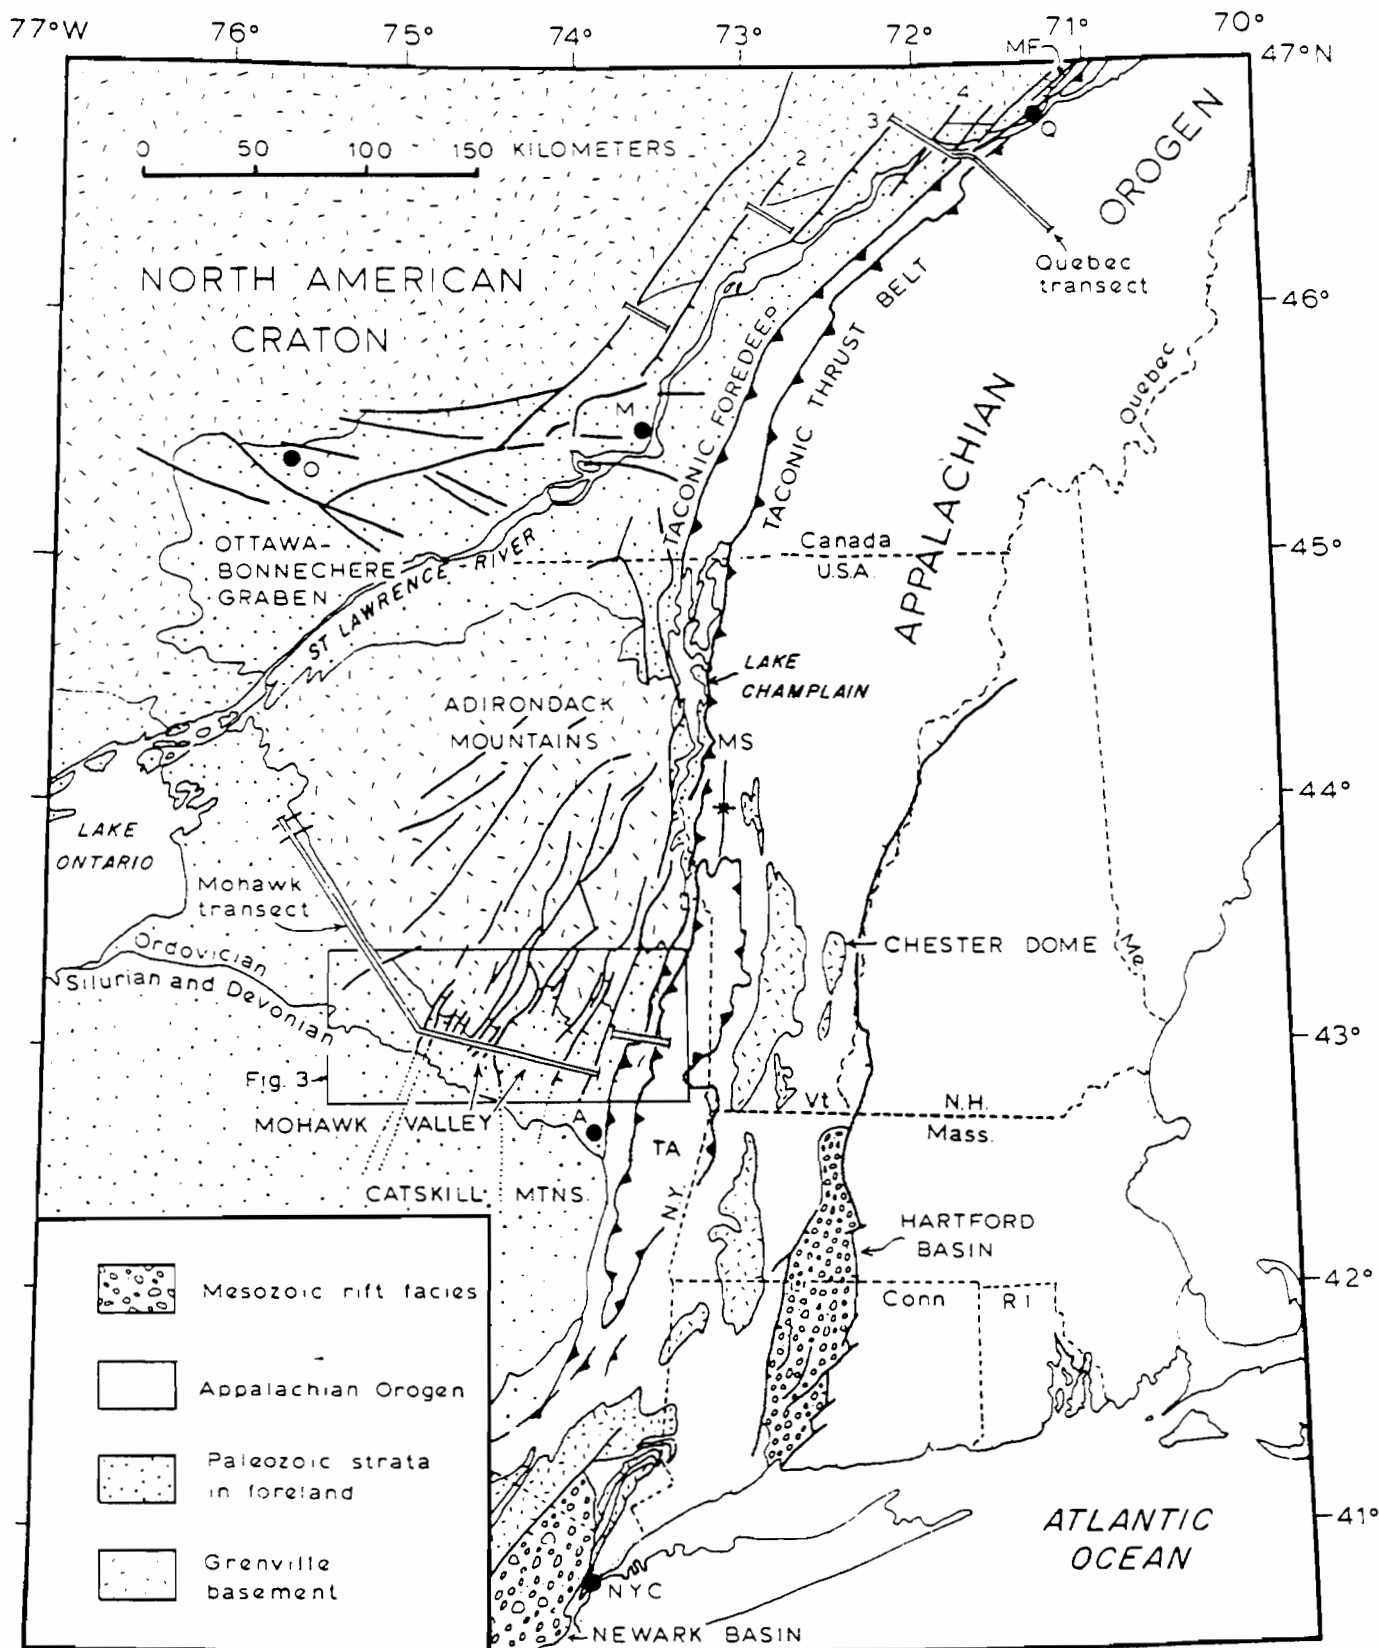 77°W 76° 75° 74° 73° 72° 71° 70°
47°N
MF
4
3
Q
0 50 100 150 KILOMETERS
2
1
OROGEN
NORTH AMERICAN
CRATON
Quebec
transect
46°
TACONIC FOREDEEP
TACONIC THRUST BELT
APPALACHIAN
Quebec
M
O
OTTAWA-
BONNECHERE
GRABEN
ST LAWRENCE RIVER
Canada
U.S.A.
45°
LAKE
CHAMPLAIN
ADIRONDACK
MOUNTAINS
MS
44°
LAKE
ONTARIO
Mohawk
transect
CHESTER DOME
Me
Ordovician
Silurian and Devonian
43°
Fig. 3
MOHAWK VALLEY
A
Vt
N.H.
Mass.
TA
CATSKILL MTNS.
N.Y.
HARTFORD
BASIN
42°
Conn
R I
Mesozoic rift facies
Appalachian Orogen
Paleozoic strata
in foreland
Grenville
basement
41°
ATLANTIC
OCEAN
NYC
NEWARK BASIN